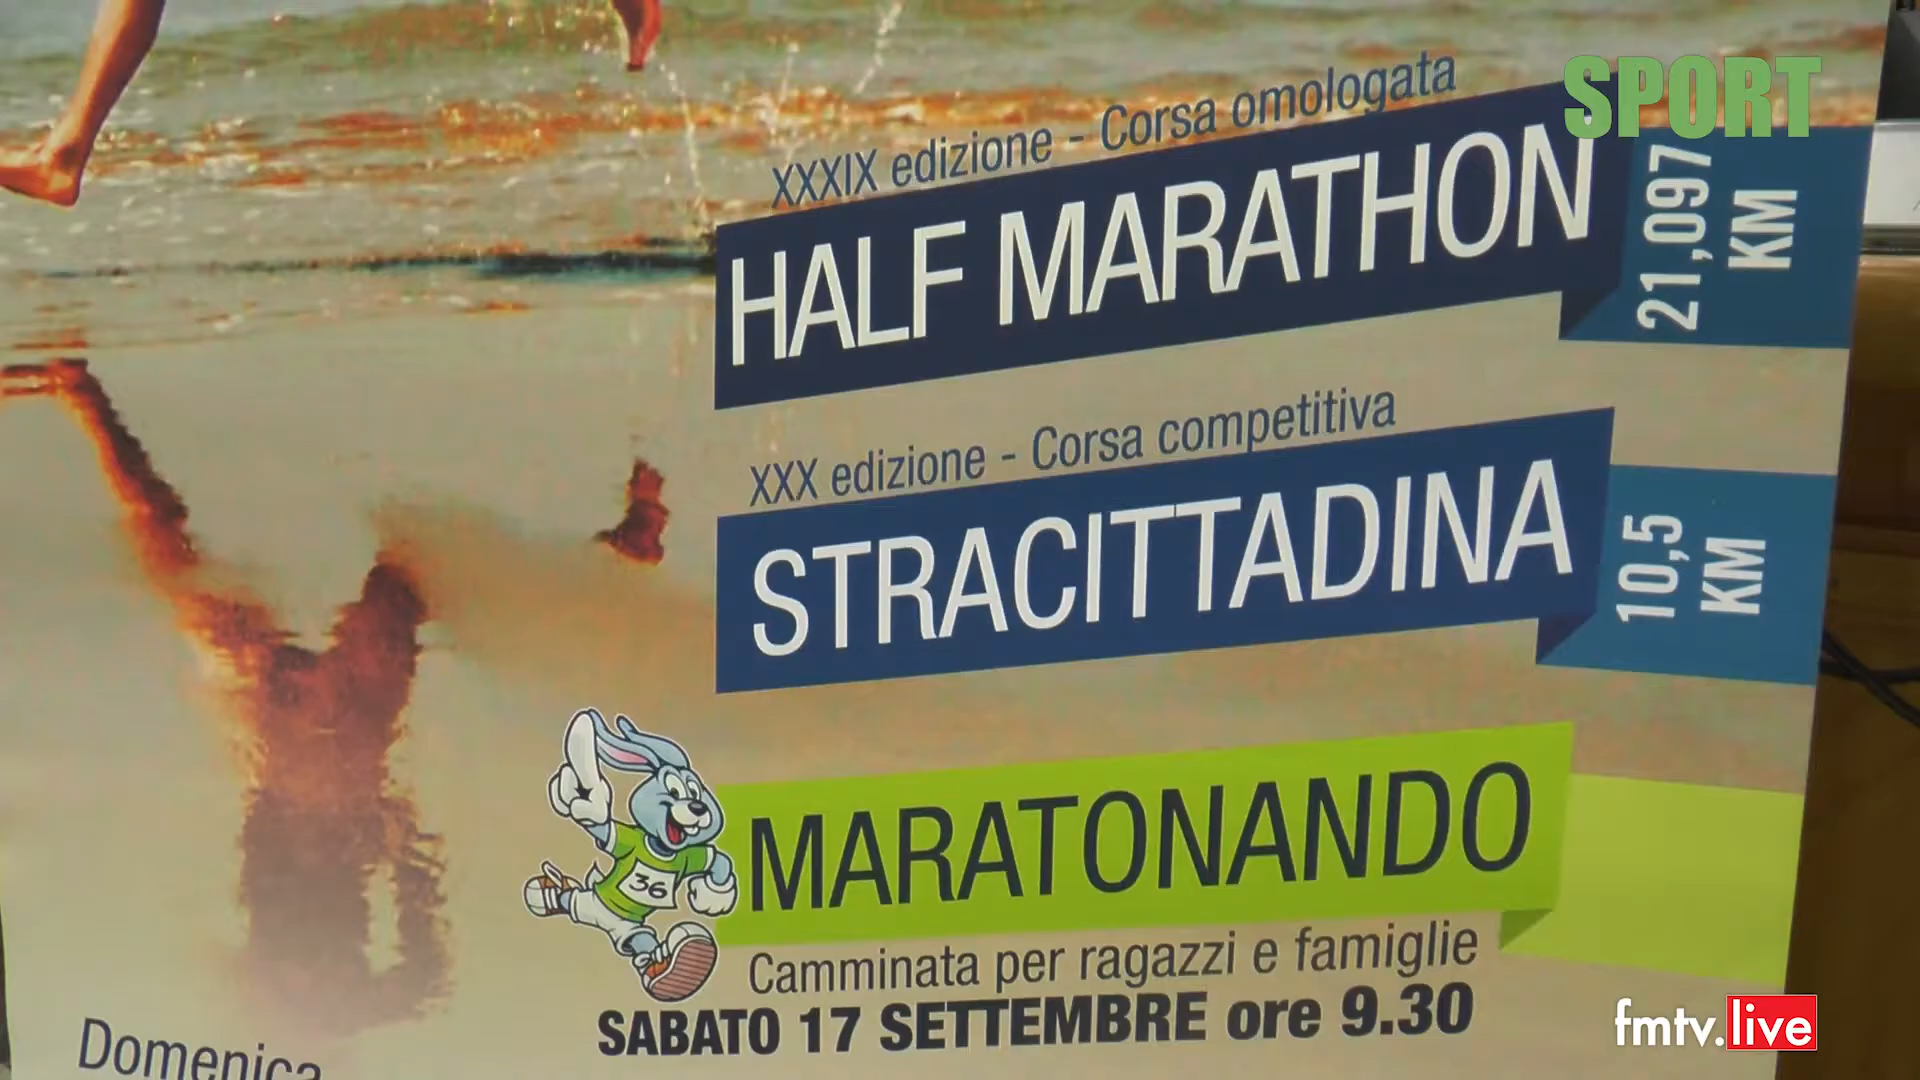 SPORT
XXXIX edizione - Corsa omologata
HALF MARATHON
21,097
KM
XXX edizione - Corsa competitiva
STRACITTADINA
10,5
KM
36
MARATONANDO
Camminata per ragazzi e famiglie
SABATO 17 SETTEMBRE ore 9.30
Domenica
fmtv.live